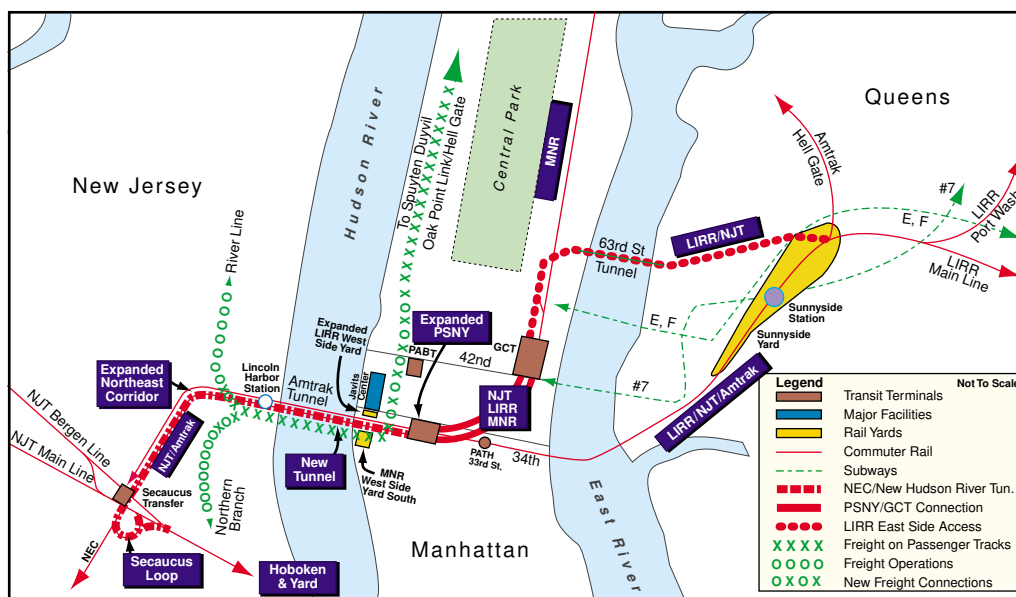 New Jersey
Hudson River
To Spuyten Duyvil
Oak Point Link/Hell Gate
Central Park
MNR
Queens
Amtrak
Hell Gate
#7
E, F
LIRR
Port Wash.
LIRR
Main Line
LIRR/NJT
63rd St
Tunnel
Sunnyside
Station
Sunnyside
Yard
E, F
#7
LIRR/NJT/Amtrak
River Line
Expanded
Northeast
Corridor
Lincoln
Harbor
Station
Amtrak
Tunnel
Expanded
LIRR West
Side Yard
Javits
Center
PABT
42nd
Expanded
PSNY
GCT
NJT
LIRR
MNR
PATH
33rd St.
34th
NJT Bergen Line
NJT Main Line
NJT/Amtrak
Secaucus
Transfer
Northern
Branch
New
Tunnel
MNR
West Side
Yard South
NEC
Secaucus
Loop
Hoboken
& Yard
Manhattan
East River
Legend
Not To Scale
Transit Terminals
Major Facilities
Rail Yards
Commuter Rail
Subways
NEC/New Hudson River Tun.
PSNY/GCT Connection
LIRR East Side Access
X X X X Freight on Passenger Tracks
O O O O Freight Operations
O X O X New Freight Connections